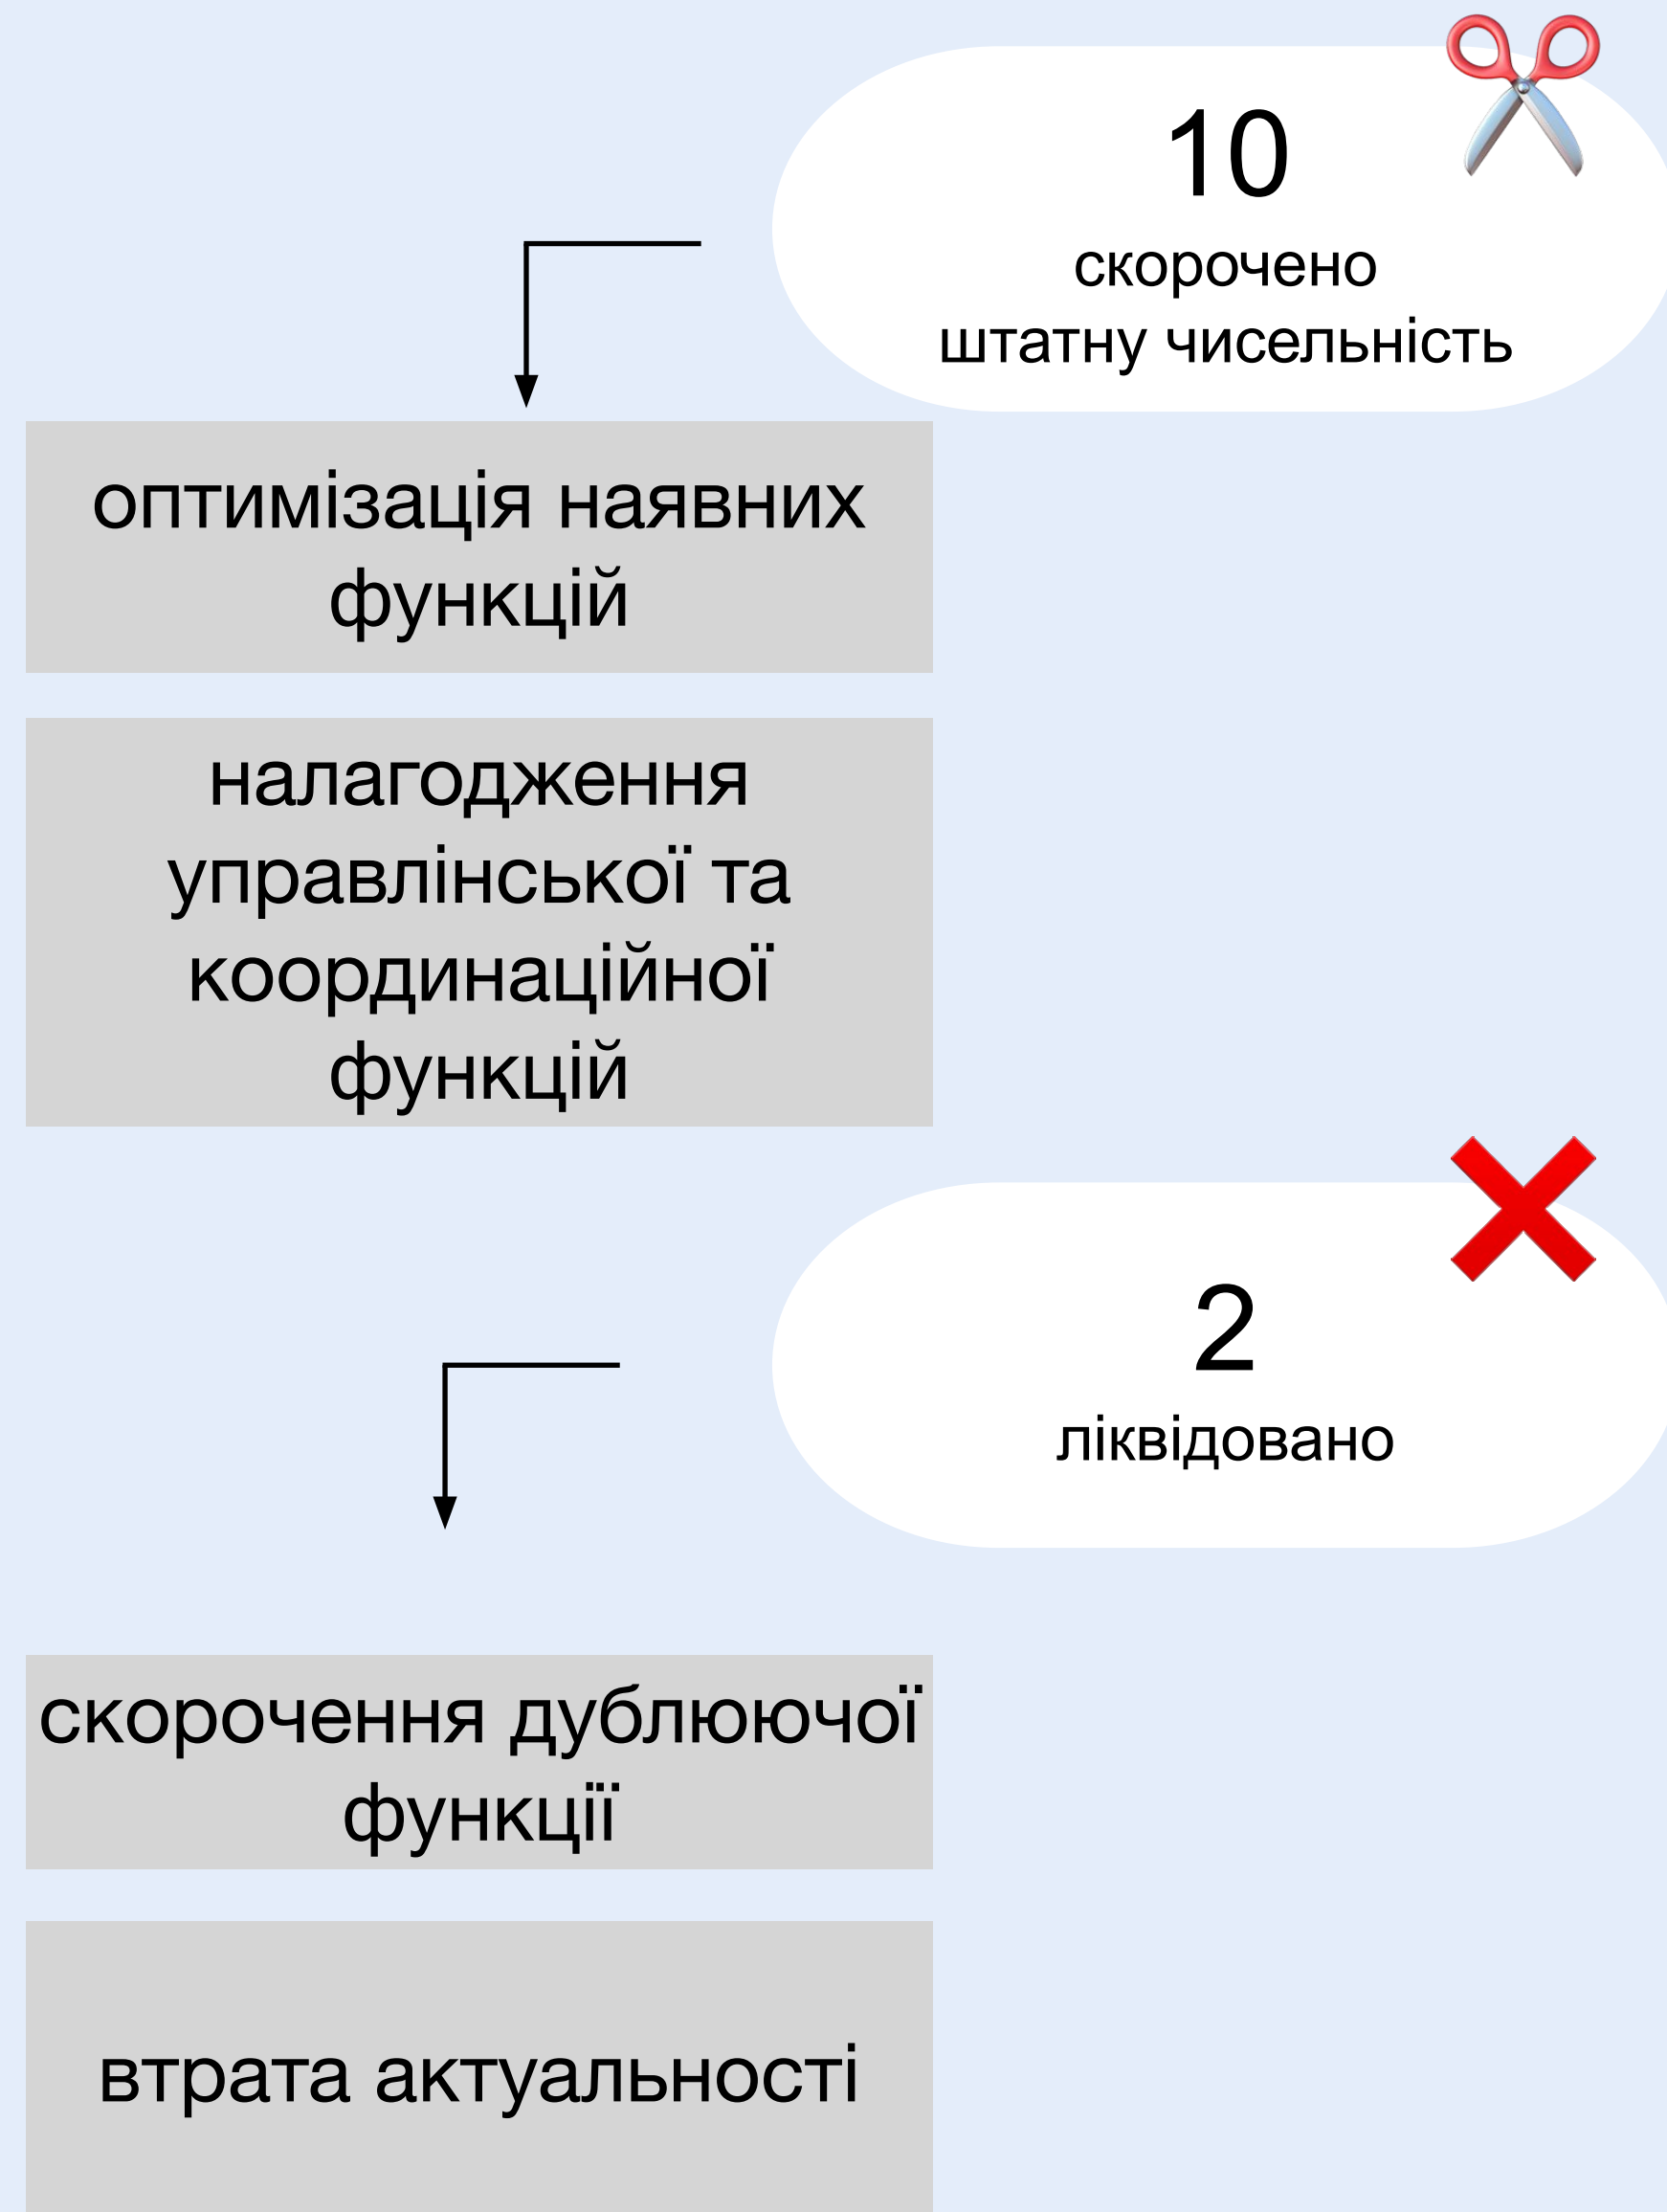 10
скорочено
штатну чисельність
оптимізація наявних
функцій
налагодження
управлінської та
координаційної
функцій
2
ліквідовано
скорочення дублюючої
функції
втрата актуальності